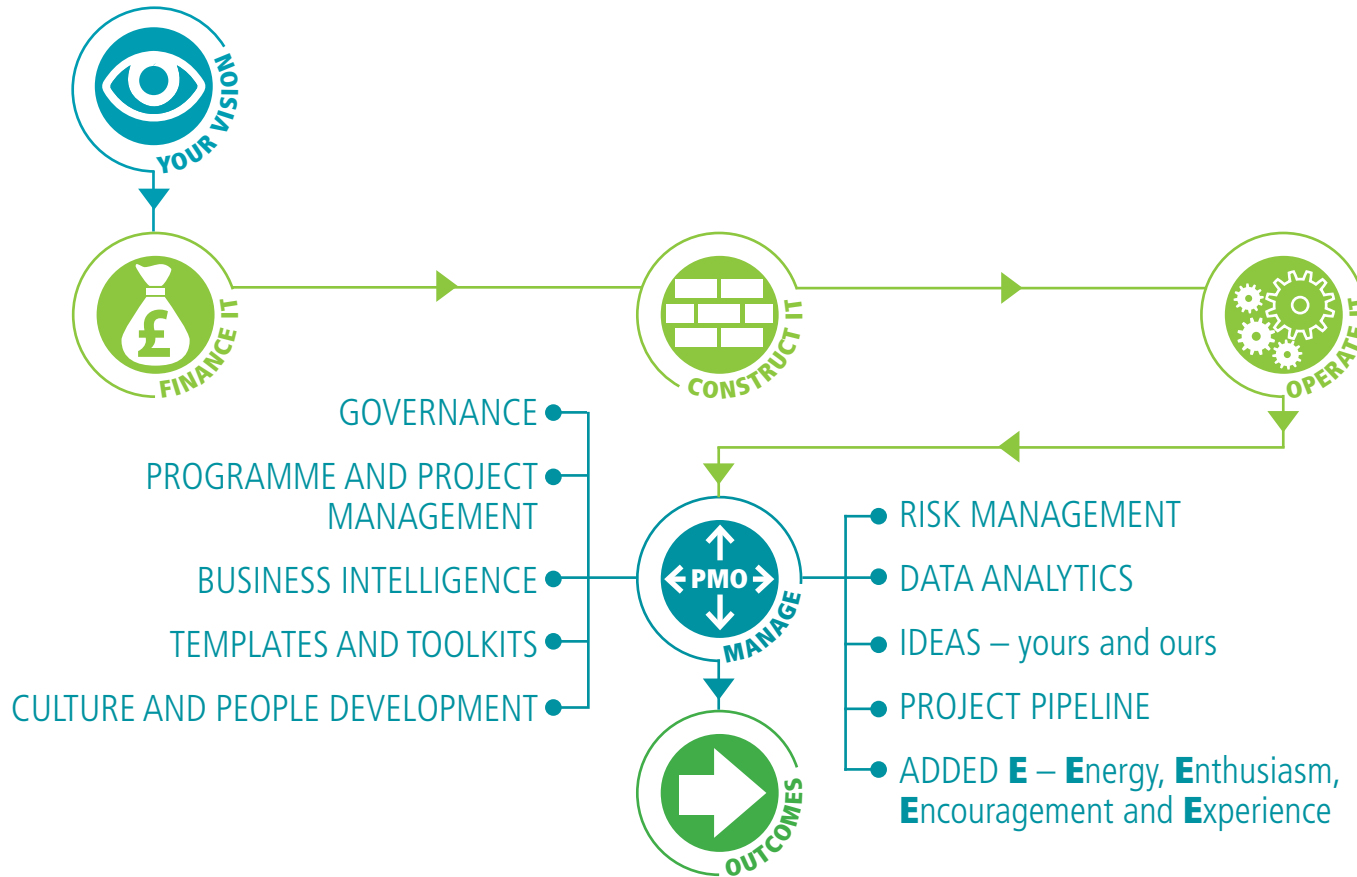 YOUR VISION
£
FINANCE IT
CONSTRUCT IT
OPERATE IT
GOVERNANCE
PROGRAMME AND PROJECT
MANAGEMENT
BUSINESS INTELLIGENCE
TEMPLATES AND TOOLKITS
CULTURE AND PEOPLE DEVELOPMENT
PMO
MANAGE
RISK MANAGEMENT
DATA ANALYTICS
IDEAS – yours and ours
PROJECT PIPELINE
ADDED E – Energy, Enthusiasm,
Encouragement and Experience
OUTCOMES